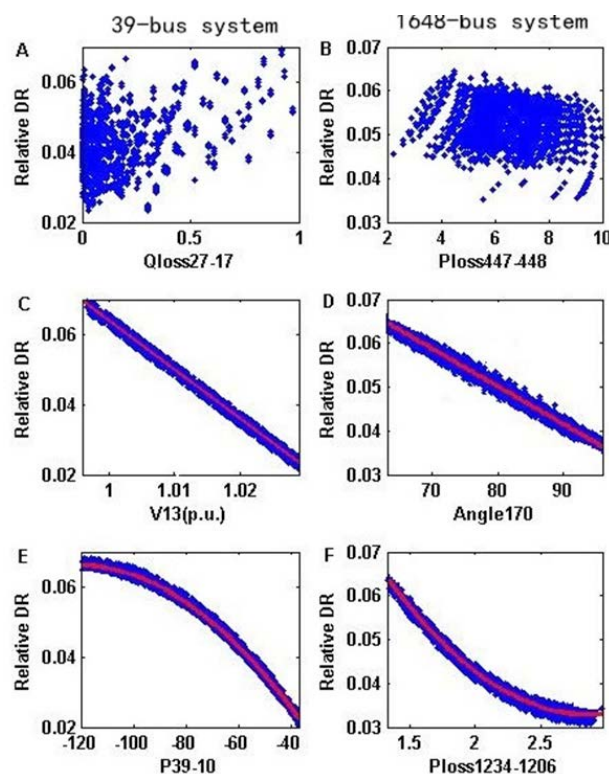 39-bus system
1648-bus system
A
Relative DR
0.06
0.04
0.02
0 0.5 1
Qloss27-17
B
Relative DR
0.07
0.06
0.05
0.04
0.03
2 4 6 8 10
Ploss447-448
C
Relative DR
0.06
0.04
0.02
1 1.01 1.02
V13(p.u.)
D
Relative DR
0.07
0.06
0.05
0.04
0.03
70 80 90
Angle170
E
Relative DR
0.06
0.04
0.02
-120 -100 -80 -60 -40
P39-10
F
Relative DR
0.07
0.06
0.05
0.04
0.03
1.5 2 2.5
Ploss1234-1206